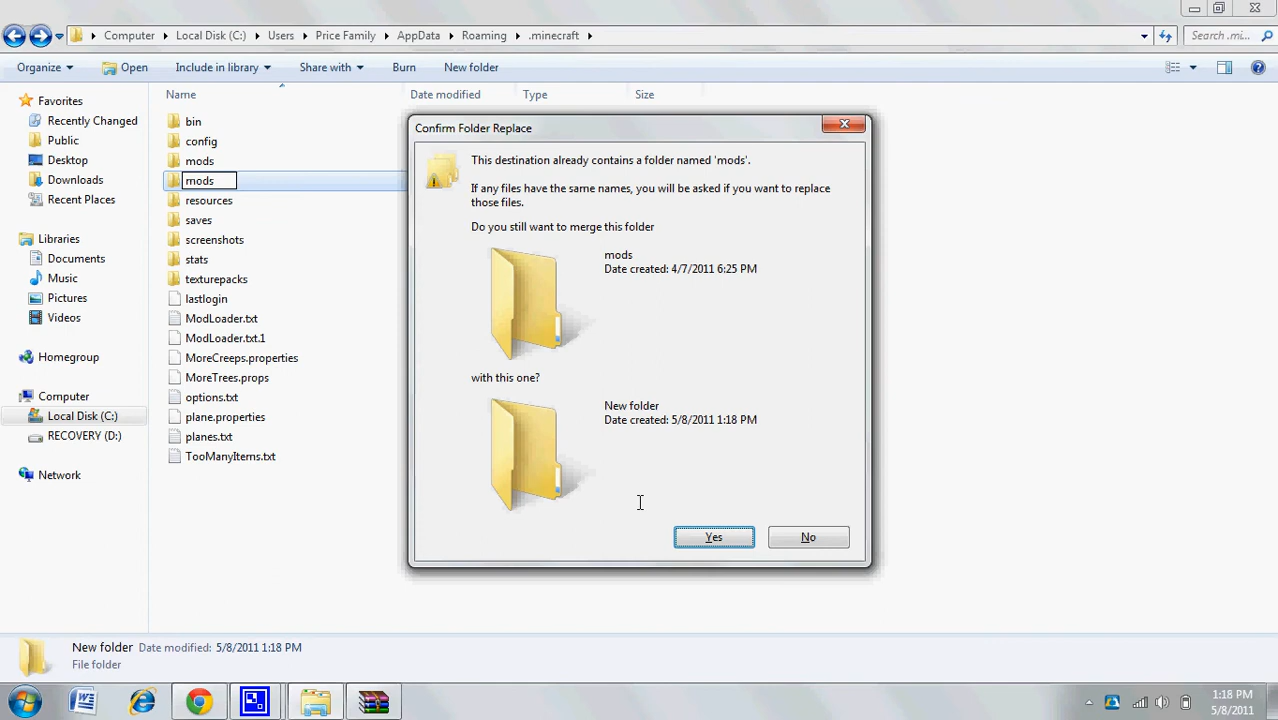 Computer Local Disk (C:) Users Price Family AppData Roaming .minecraft Search .mi...
Organize Open Include in library Share with Burn New folder
Name Date modified Type Size
Favorites
Recently Changed
Public
Desktop
Downloads
Recent Places
Libraries
Documents
Music
Pictures
Videos
Homegroup
Computer
Local Disk (C:)
RECOVERY (D:)
Network
bin
config
mods
mods
resources
saves
screenshots
stats
texturepacks
lastlogin
ModLoader.txt
ModLoader.txt.1
MoreCreeps.properties
MoreTrees.props
options.txt
plane.properties
planes.txt
TooManyItems.txt
Confirm Folder Replace
This destination already contains a folder named 'mods'.
If any files have the same names, you will be asked if you want to replace
those files.
Do you still want to merge this folder
mods
Date created: 4/7/2011 6:25 PM
with this one?
New folder
Date created: 5/8/2011 1:18 PM
Yes No
New folder Date modified: 5/8/2011 1:18 PM
File folder
1:18 PM
5/8/2011